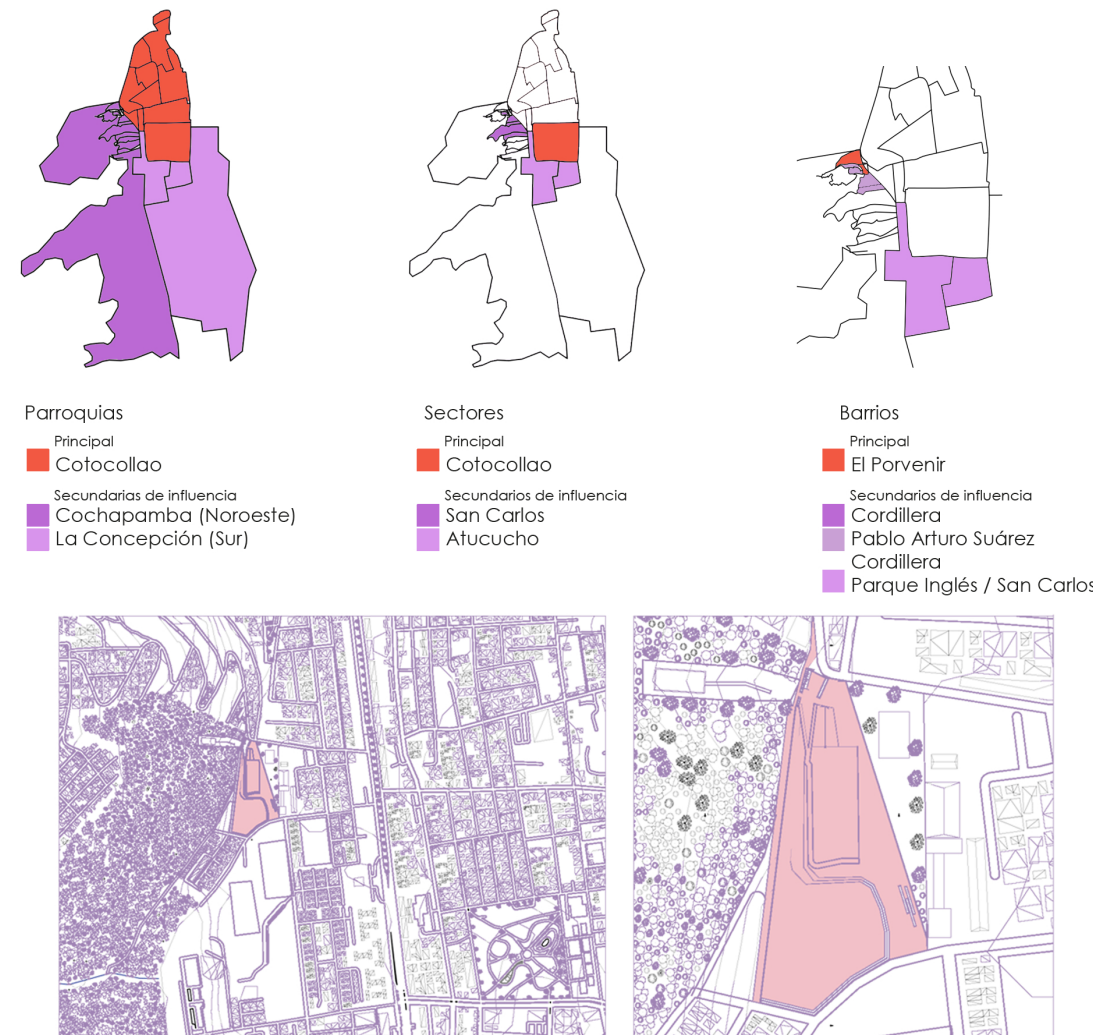 Parroquias
Principal
Cotocollao
Secundarias de influencia
Cochapamba (Noroeste)
La Concepción (Sur)
Sectores
Principal
Cotocollao
Secundarios de influencia
San Carlos
Atucucho
Barrios
Principal
El Porvenir
Secundarios de influencia
Cordillera
Pablo Arturo Suárez
Cordillera
Parque Inglés / San Carlos